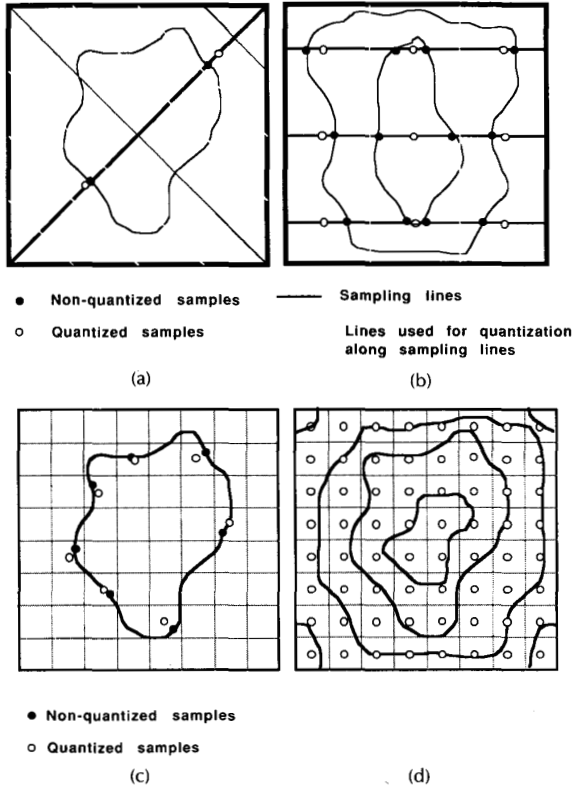 ● Non-quantized samples
○ Quantized samples
Sampling lines
Lines used for quantization
along sampling lines
(a)
(b)
● Non-quantized samples
○ Quantized samples
(c)
(d)